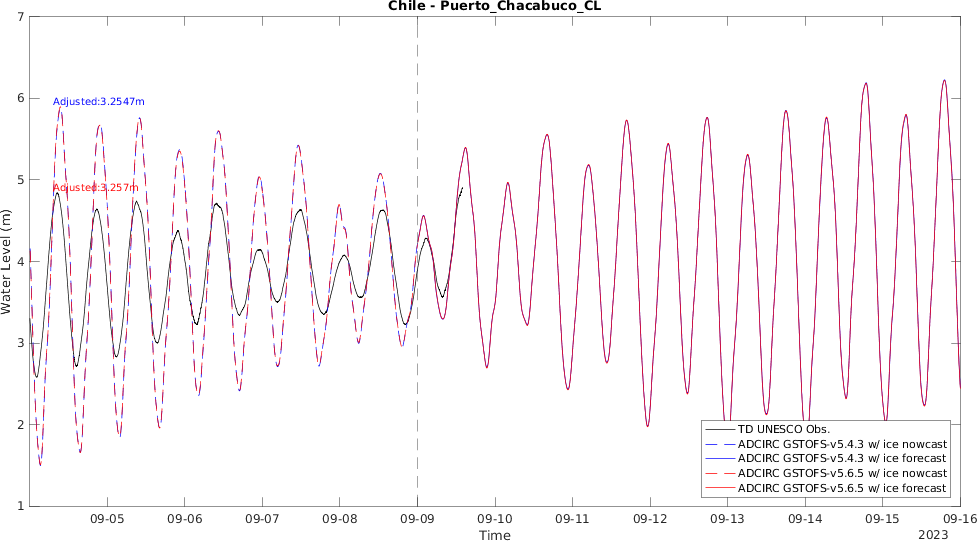 Chile - Puerto_Chacabuco_CL
7
6
5
4
3
2
1
Water Level (m)
Adjusted:3.2547m
Adjusted:3.257m
TD UNESCO Obs.
ADCIRC GSTOFS-v5.4.3 w/ ice nowcast
ADCIRC GSTOFS-v5.4.3 w/ ice forecast
ADCIRC GSTOFS-v5.6.5 w/ ice nowcast
ADCIRC GSTOFS-v5.6.5 w/ ice forecast
09-05 09-06 09-07 09-08 09-09 09-10 09-11 09-12 09-13 09-14 09-15 09-16
Time
2023